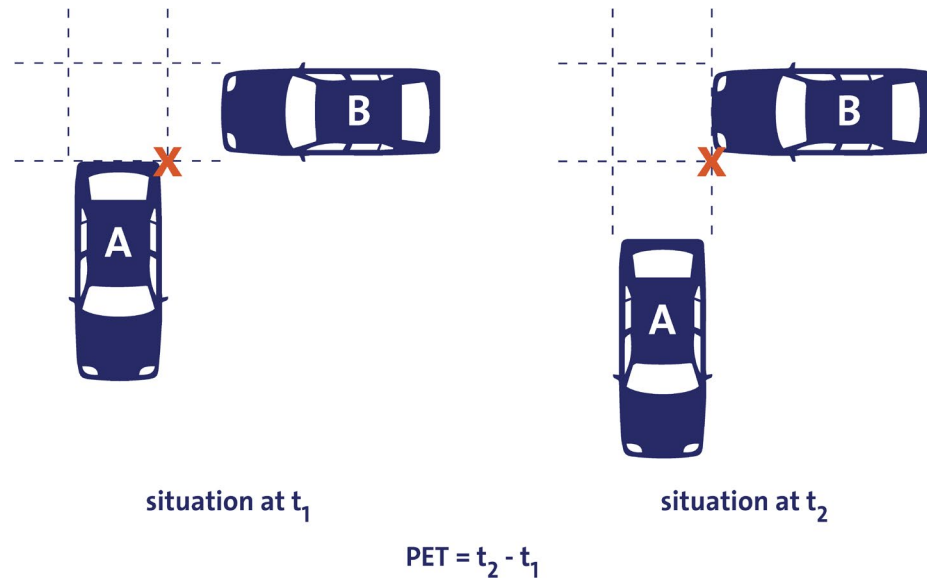 B
B
X
X
A
A
situation at t₁
situation at t₂
PET = t₂ - t₁